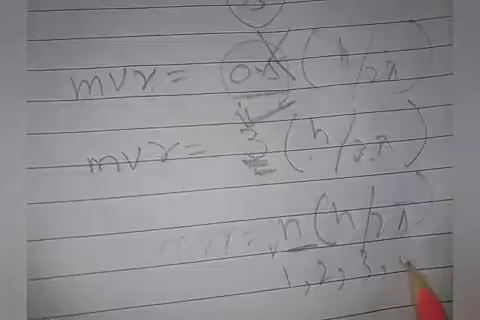 mvr = 0.5 (h/2π)
mvr = 3 (h/2π)
mvr = n (h/2π)
1, 2, 3, 4